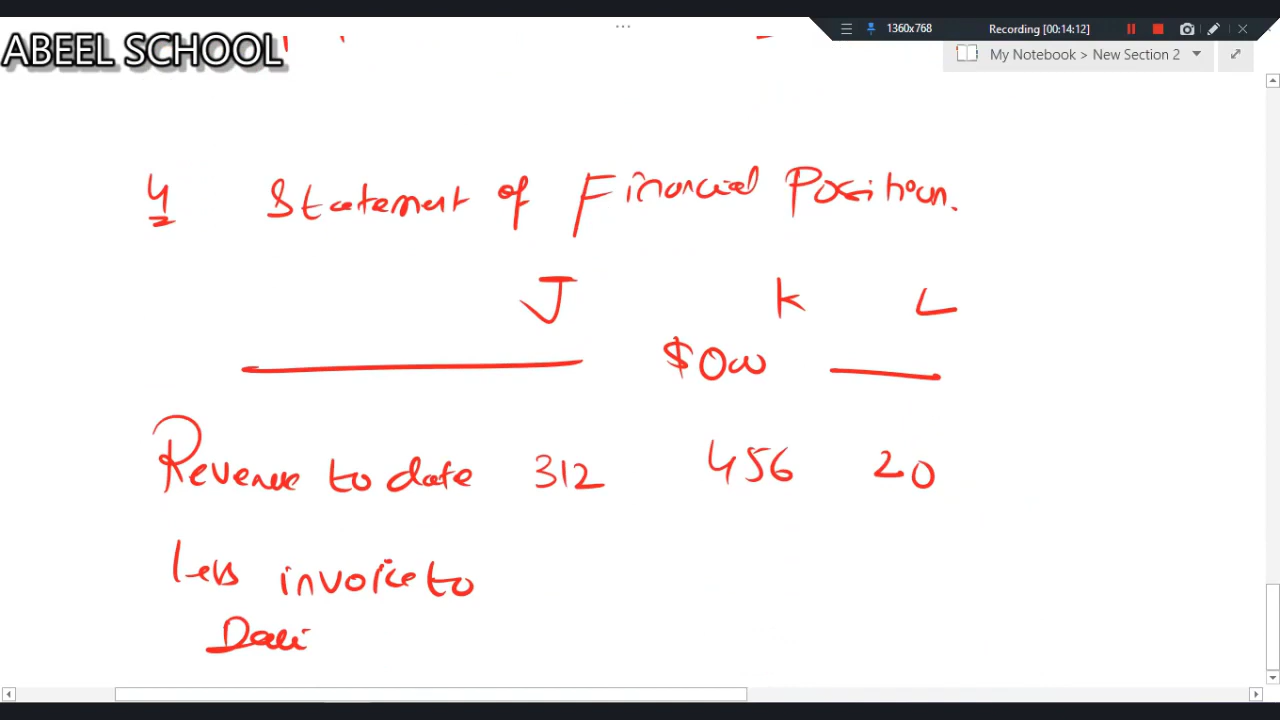 ABEEL SCHOOL
1360x768
Recording [00:14:12]
My Notebook > New Section 2
4 Statement of Financial Position.
J K L
$000
Revenue to date 312 456 20
less invoice to